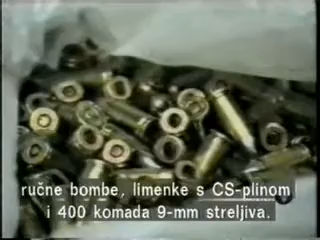 ručne bombe, limenke s CS-plinom
i 400 komada 9-mm streljiva.